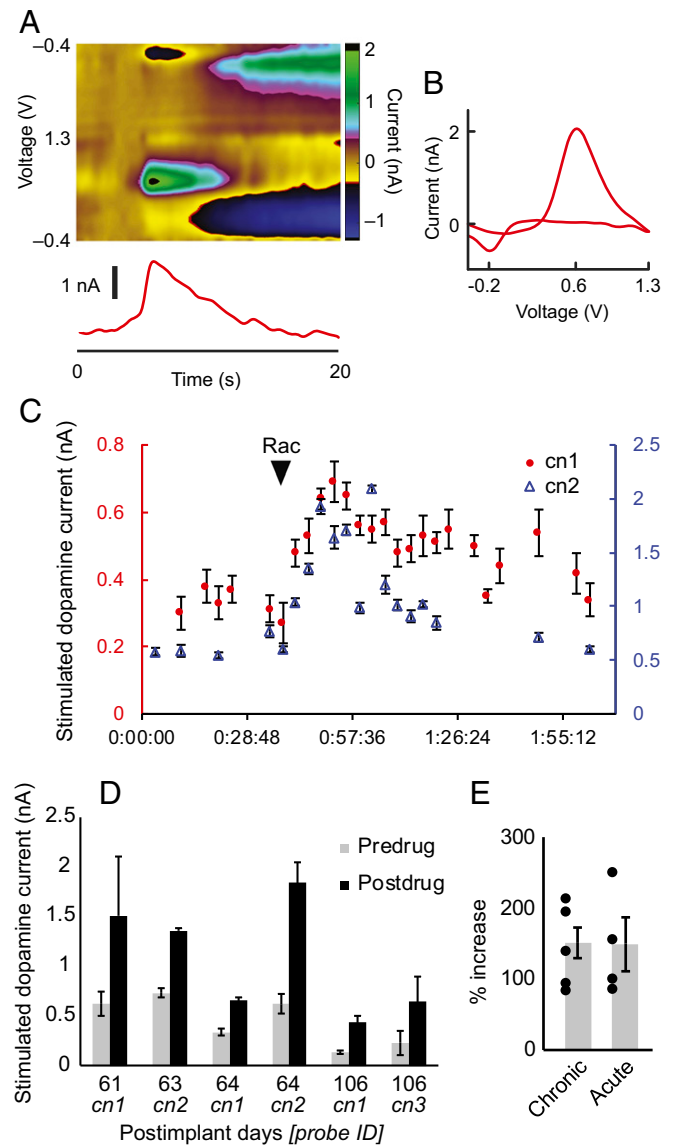 A
−0.4
1.3
−0.4
Voltage (V)
2
1
0
−1
Current (nA)
1 nA
0
20
Time (s)
B
2
0
Current (nA)
-0.2
0.6
1.3
Voltage (V)
C
Rac
cn1
cn2
0.8
0.6
0.4
0.2
0
Stimulated dopamine current (nA)
2.5
2
1.5
1
0.5
0
0:00:00
0:28:48
0:57:36
1:26:24
1:55:12
D
2.5
2
1.5
1
0.5
0
Stimulated dopamine current (nA)
Predrug
Postdrug
61 63 64 64 106 106
cn1 cn2 cn1 cn2 cn1 cn3
Postimplant days [probe ID]
E
300
200
100
0
% increase
Chronic
Acute